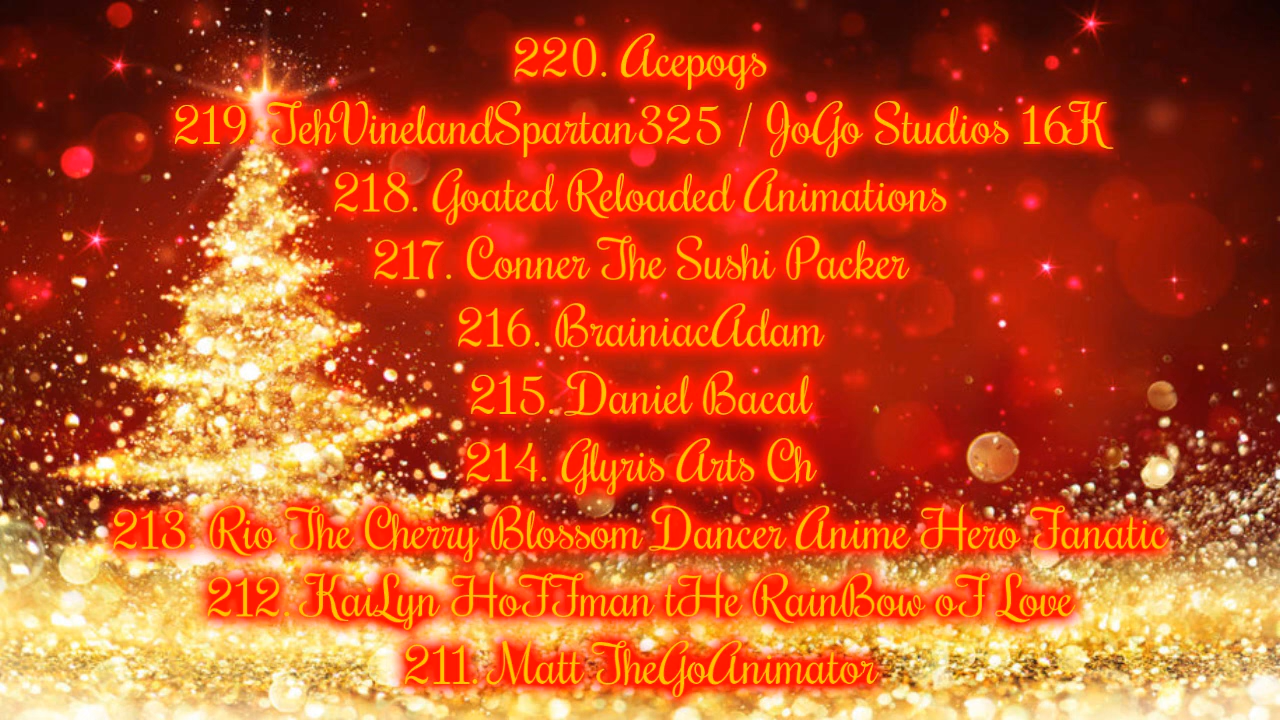 220. Acepogs
219. TehVinelandSpartan325 / JoGo Studios 16K
218. Goated Reloaded Animations
217. Conner The Sushi Packer
216. BrainiacAdam
215. Daniel Bacal
214. Glyris Arts Ch
213. Rio The Cherry Blossom Dancer Anime Hero Fanatic
212. KaiLyn HoFFman tHe RainBow oF Love
211. Matt TheGoAnimator